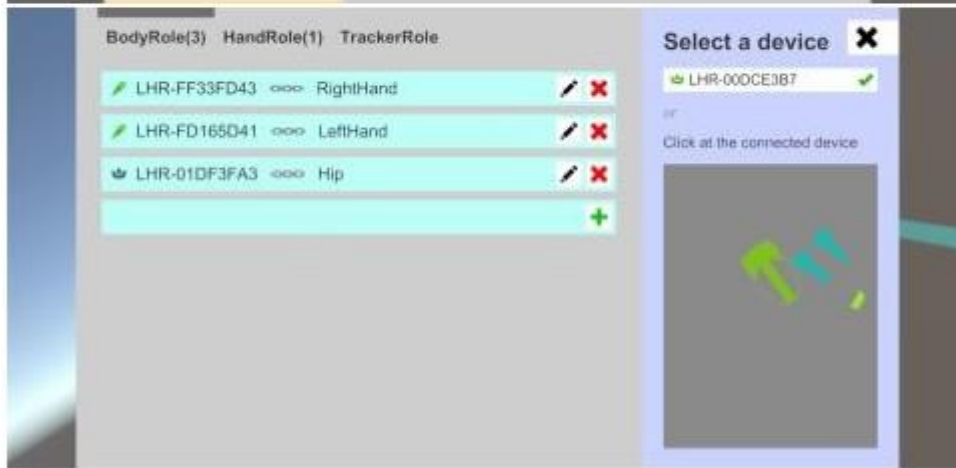 BodyRole(3) HandRole(1) TrackerRole
LHR-FF33FD43 RightHand
LHR-FD165D41 LeftHand
LHR-01DF3FA3 Hip
Select a device
LHR-00DCE3B7
or
Click at the connected device